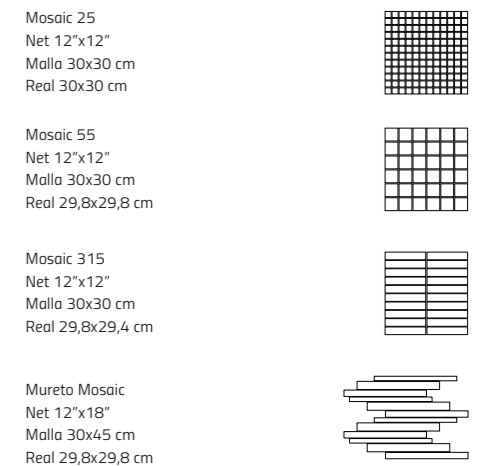 Mosaic 25
Net 12”x12”
Malla 30x30 cm
Real 30x30 cm
Mosaic 55
Net 12”x12”
Malla 30x30 cm
Real 29,8x29,8 cm
Mosaic 315
Net 12”x12”
Malla 30x30 cm
Real 29,8x29,4 cm
Mureto Mosaic
Net 12”x18”
Malla 30x45 cm
Real 29,8x29,8 cm